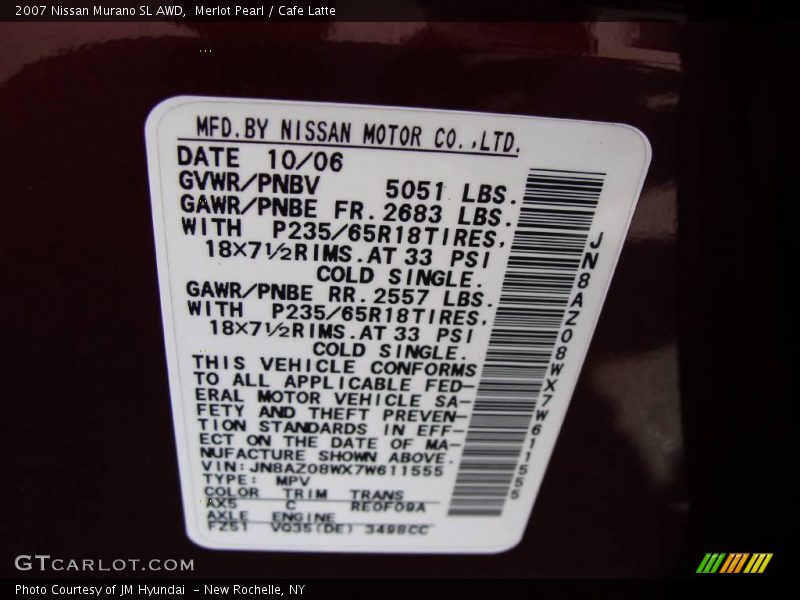 2007 Nissan Murano SL AWD,  Merlot Pearl / Cafe Latte
MFD.BY NISSAN MOTOR CO.,LTD.
DATE 10/06
GVWR/PNBV 5051 LBS.
GAWR/PNBE FR. 2683 LBS.
WITH P235/65R18TIRES,
18X7½RIMS.AT 33 PSI
COLD SINGLE.
GAWR/PNBE RR. 2557 LBS.
WITH P235/65R18TIRES,
18X7½RIMS.AT 33 PSI
COLD SINGLE.
THIS VEHICLE CONFORMS
TO ALL APPLICABLE FED-
ERAL MOTOR VEHICLE SA-
FETY AND THEFT PREVEN-
TION STANDARDS IN EFF-
ECT ON THE DATE OF MA-
NUFACTURE SHOWN ABOVE.
VIN: JN8AZ08WX7W611555
TYPE: MPV
COLOR TRIM TRANS
AX5 C RE0F09A
AXLE ENGINE
FZ51 VQ35(DE) 3498CC
JN8AZ08WX7W611555
GTCARLOT.COM
Photo Courtesy of JM Hyundai - New Rochelle, NY